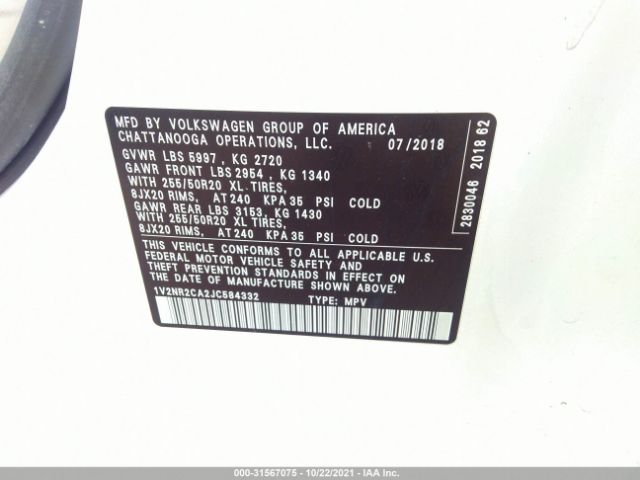 MFD BY VOLKSWAGEN GROUP OF AMERICA
CHATTANOOGA OPERATIONS, LLC. 07/2018
GVWR LBS 5997 , KG 2720
GAWR FRONT LBS 2954 , KG 1340
WITH 255/50R20 XL TIRES,
8JX20 RIMS, AT 240 KPA 35 PSI COLD
GAWR REAR LBS 3153, KG 1430
WITH 255/50R20 XL TIRES,
8JX20 RIMS, AT 240 KPA 35 PSI COLD
THIS VEHICLE CONFORMS TO ALL APPLICABLE U.S.
FEDERAL MOTOR VEHICLE SAFETY AND
THEFT PREVENTION STANDARDS IN EFFECT ON
THE DATE OF MANUFACTURE SHOWN ABOVE.
1V2NR2CA2JC584332 TYPE: MPV
2830046 2018 62
000-31567075 - 10/22/2021 - IAA Inc.